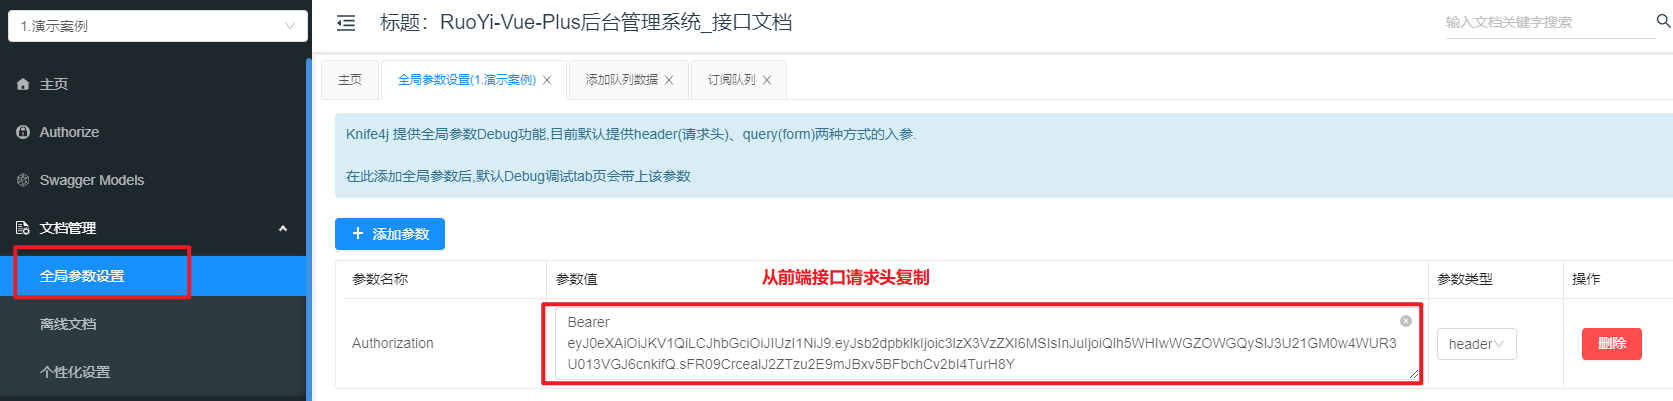 1.演示案例
标题：RuoYi-Vue-Plus后台管理系统_接口文档
输入文档关键字搜索
主页
Authorize
Swagger Models
文档管理
全局参数设置
离线文档
个性化设置
主页
全局参数设置(1.演示案例)
添加队列数据
订阅队列
Knife4j 提供全局参数Debug功能,目前默认提供header(请求头)、query(form)两种方式的入参.
在此添加全局参数后,默认Debug调试tab页会带上该参数
添加参数
参数名称
参数值
从前端接口请求头复制
参数类型
操作
Authorization
Bearer
eyJ0eXAiOiJKV1QiLCJhbGciOiJIUzI1NiJ9.eyJsb2dpbklkIjoic3lzX3VzZXI6MSIsInJuIjoiQlh5WHIwWGZOWGQySlJ3U21GM0w4WUR3
U013VGJ6cnkifQ.sFR09CrceaIJ2ZTzu2E9mJBxv5BFbchCv2bI4TurH8Y
header
删除